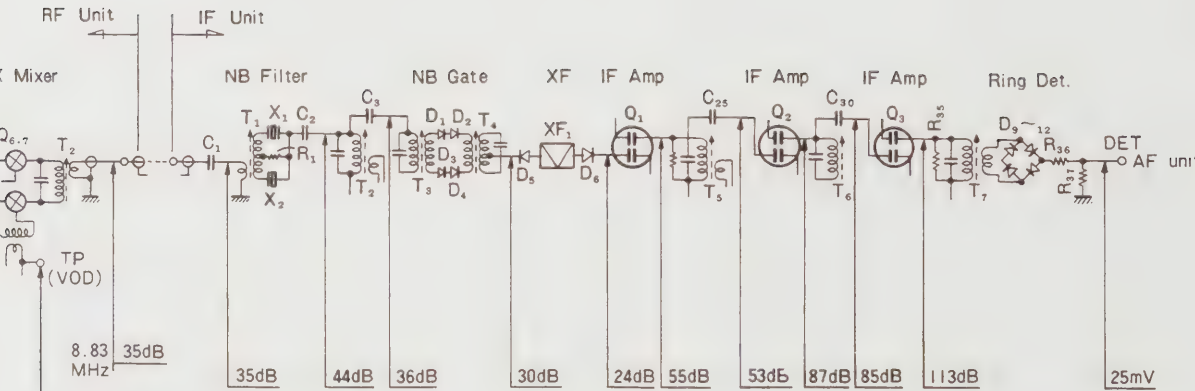 RF Unit IF Unit
Mixer NB Filter NB Gate XF IF Amp IF Amp IF Amp Ring Det.
Q6-7 T2 C1 T1 X1 C2 R1 X2 T2 C3 T3 D1 D2 D3 D4 T4 D5 XF1 D6 Q1 T5 C25 Q2 T6 C30 Q3 R35 T7 D9~12 R36 R37
DET
AF unit
TP
(VOD)
8.83 MHz 35dB 35dB 44dB 36dB 30dB 24dB 55dB 53dB 87dB 85dB 113dB 25mV